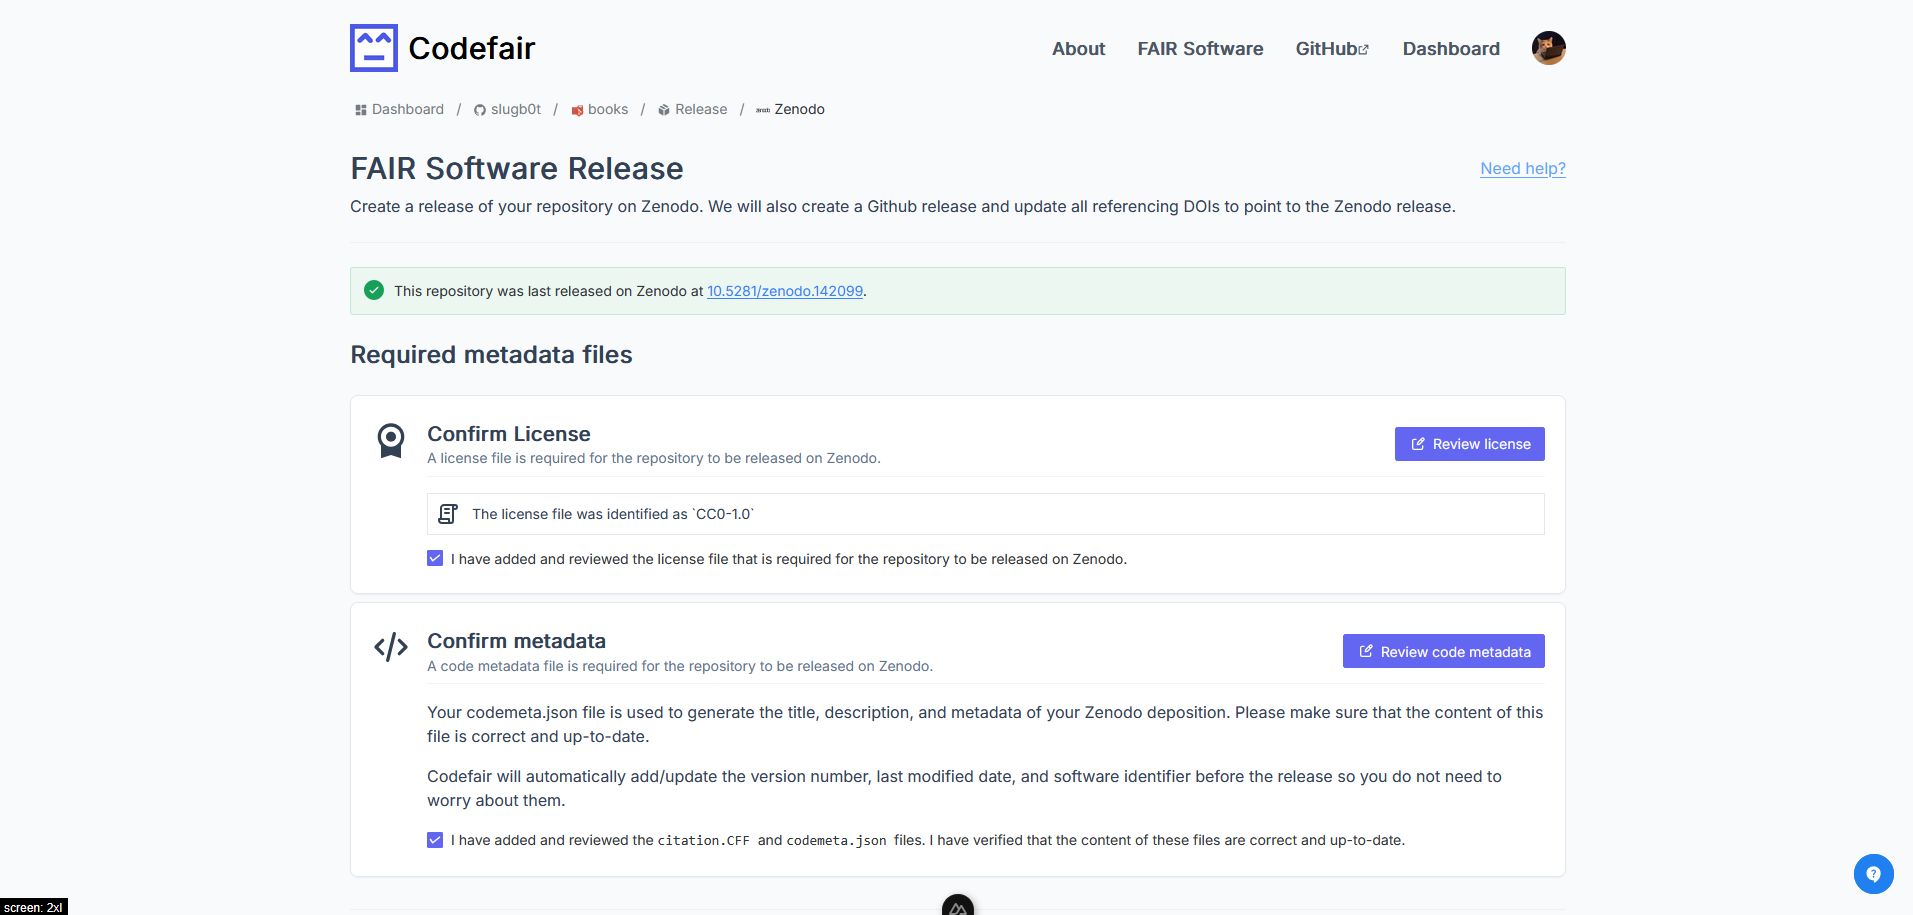 Codefair
About FAIR Software GitHub Dashboard
Dashboard / slugb0t / books / Release / zenodo Zenodo
FAIR Software Release
Need help?
Create a release of your repository on Zenodo. We will also create a Github release and update all referencing DOIs to point to the Zenodo release.
This repository was last released on Zenodo at 10.5281/zenodo.142099.
Required metadata files
Confirm License
A license file is required for the repository to be released on Zenodo.
Review license
The license file was identified as `CC0-1.0`
I have added and reviewed the license file that is required for the repository to be released on Zenodo.
Confirm metadata
A code metadata file is required for the repository to be released on Zenodo.
Review code metadata
Your codemeta.json file is used to generate the title, description, and metadata of your Zenodo deposition. Please make sure that the content of this
file is correct and up-to-date.
Codefair will automatically add/update the version number, last modified date, and software identifier before the release so you do not need to
worry about them.
I have added and reviewed the citation.CFF and codemeta.json files. I have verified that the content of these files are correct and up-to-date.
screen: 2xl